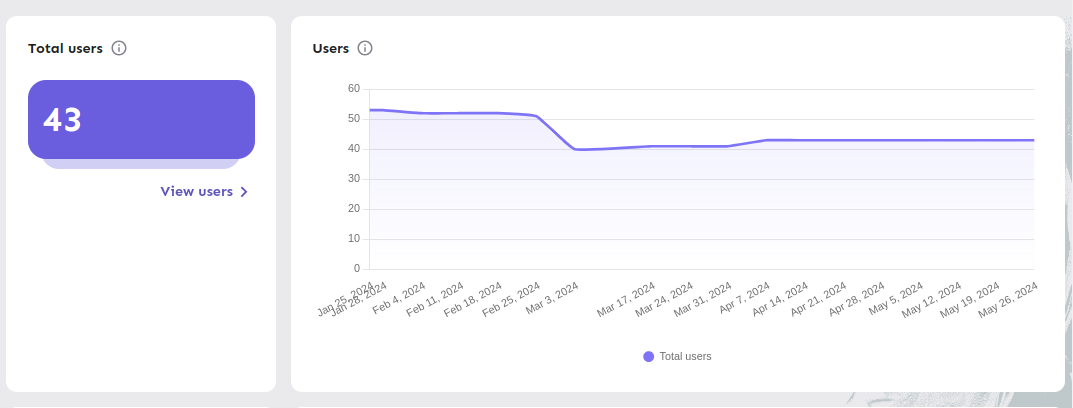 Total users
43
View users
Users
60
50
40
30
20
10
0
Jan 25, 2024
Jan 28, 2024
Feb 4, 2024
Feb 11, 2024
Feb 18, 2024
Feb 25, 2024
Mar 3, 2024
Mar 17, 2024
Mar 24, 2024
Mar 31, 2024
Apr 7, 2024
Apr 14, 2024
Apr 21, 2024
Apr 28, 2024
May 5, 2024
May 12, 2024
May 19, 2024
May 26, 2024
Total users